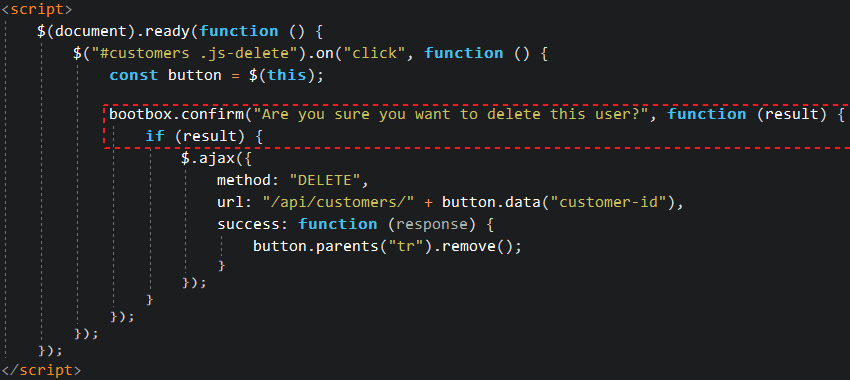 <script>
$(document).ready(function () {
$("#customers .js-delete").on("click", function () {
const button = $(this);
bootbox.confirm("Are you sure you want to delete this user?", function (result) {
if (result) {
$.ajax({
method: "DELETE",
url: "/api/customers/" + button.data("customer-id"),
success: function (response) {
button.parents("tr").remove();
}
});
}
});
});
});
</script>